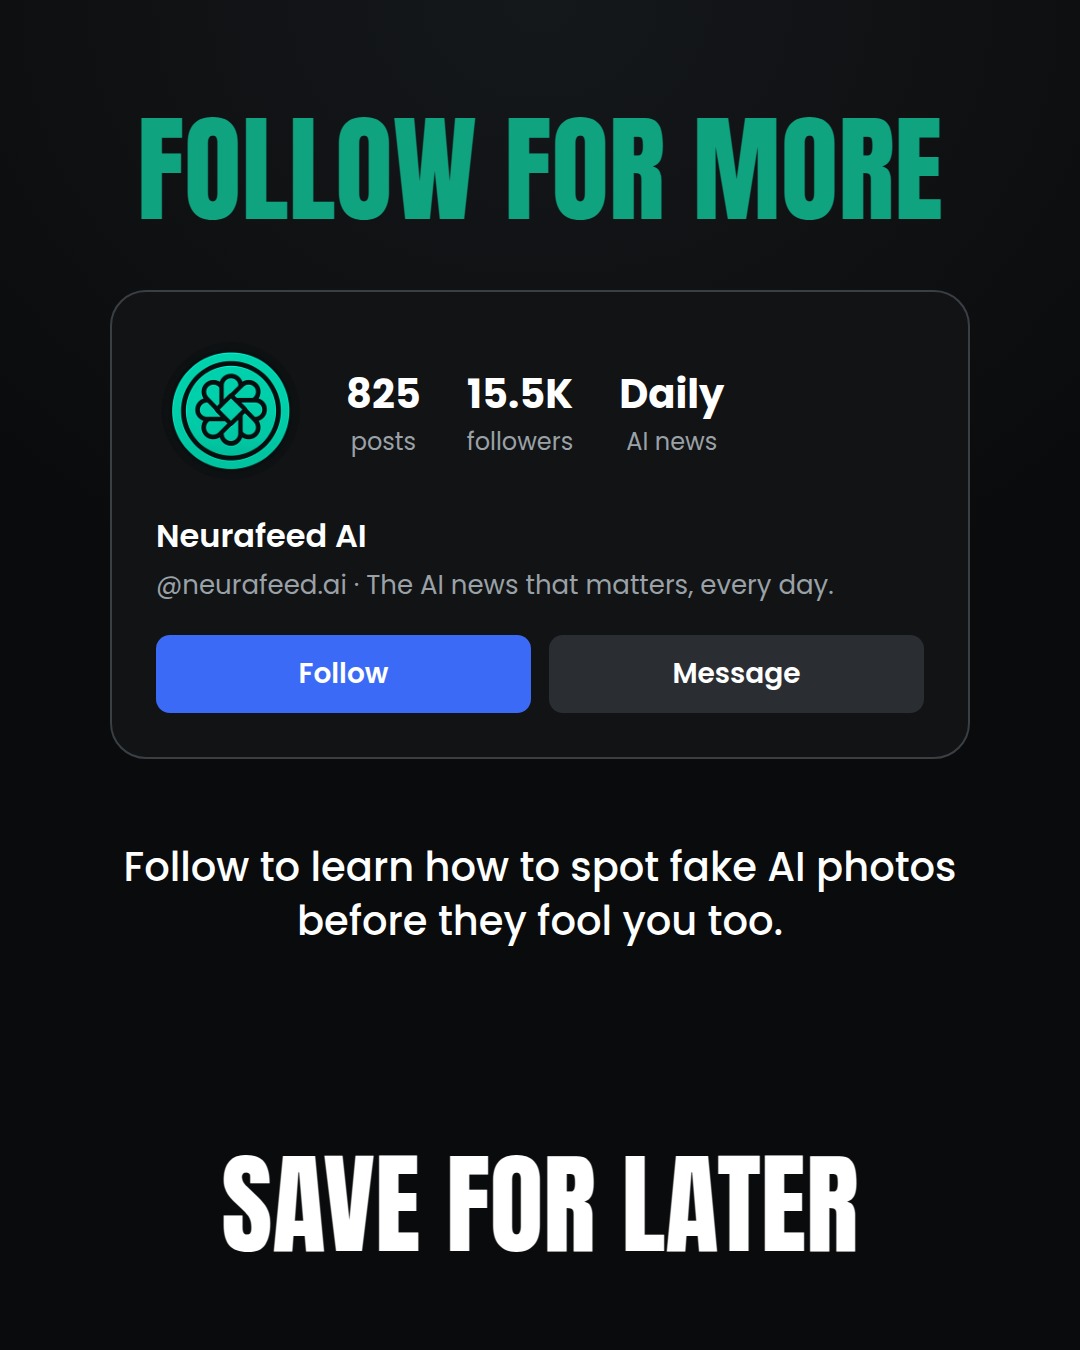 FOLLOW FOR MORE
825 15.5K Daily
posts followers AI news
Neurafeed AI
@neurafeed.ai · The AI news that matters, every day.
Follow Message
Follow to learn how to spot fake AI photos
before they fool you too.
SAVE FOR LATER